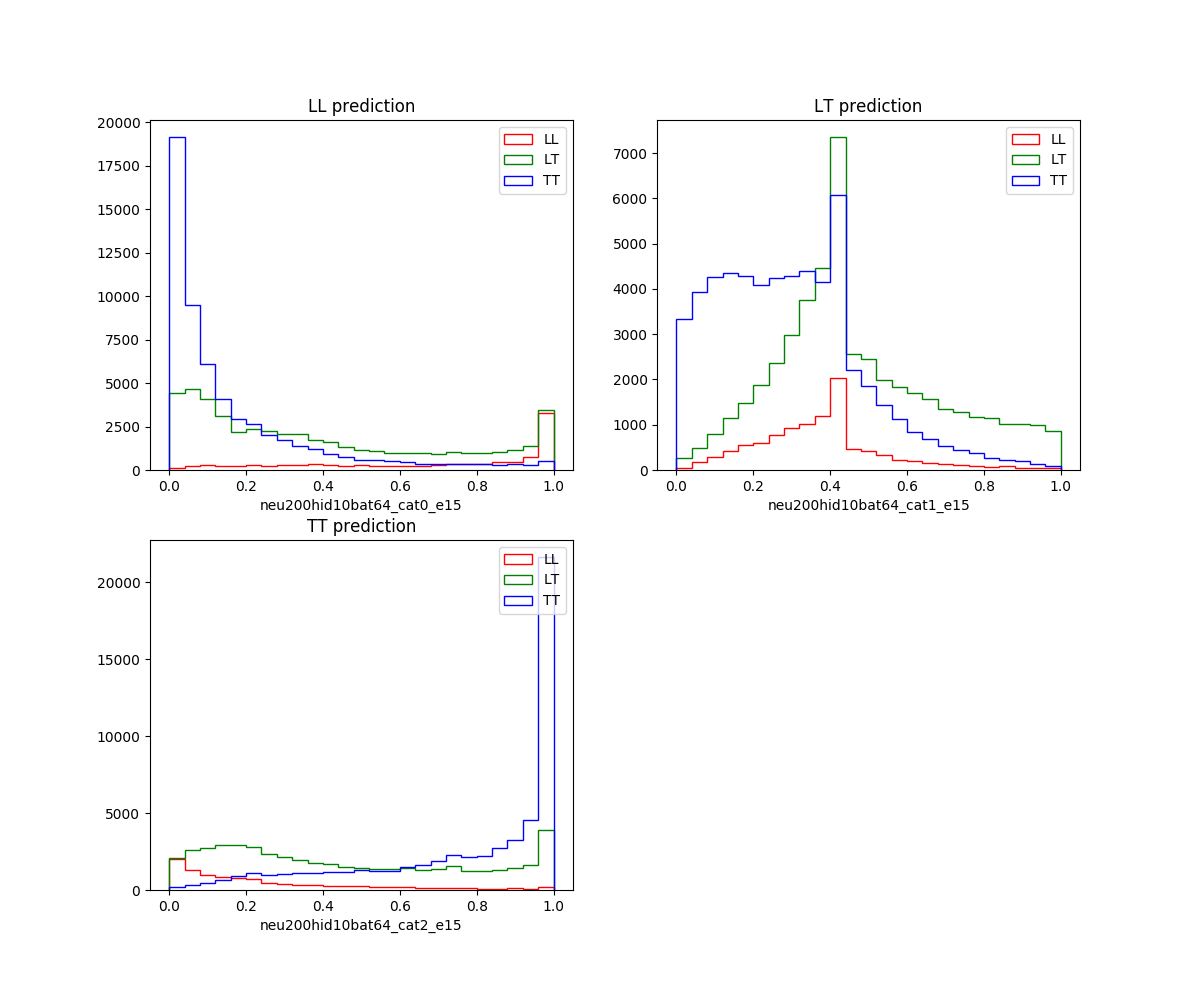 LL prediction
20000
17500
15000
12500
10000
7500
5000
2500
0
LL
LT
TT
0.0 0.2 0.4 0.6 0.8 1.0
neu200hid10bat64_cat0_e15
LT prediction
7000
6000
5000
4000
3000
2000
1000
0
LL
LT
TT
0.0 0.2 0.4 0.6 0.8 1.0
neu200hid10bat64_cat1_e15
TT prediction
20000
15000
10000
5000
0
LL
LT
TT
0.0 0.2 0.4 0.6 0.8 1.0
neu200hid10bat64_cat2_e15